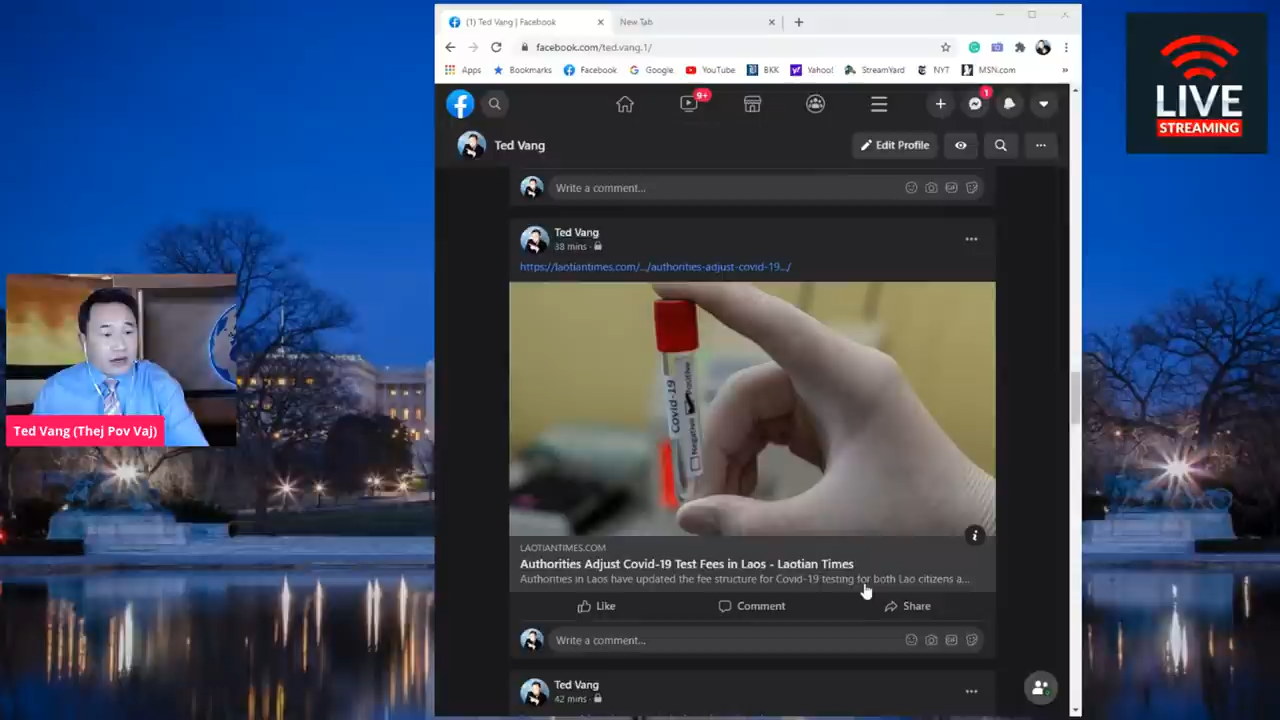 (1) Ted Vang | Facebook
New Tab
facebook.com/ted.vang.1/
Apps
Bookmarks
Facebook
Google
YouTube
BKK
Yahoo!
StreamYard
NYT
MSN.com
»
9+
1
Ted Vang
Edit Profile
Write a comment...
Ted Vang
38 mins ·
https://laotiantimes.com/.../authorities-adjust-covid-19.../
Covid-19
Negative
Positive
LAOTIANTIMES.COM
Authorities Adjust Covid-19 Test Fees in Laos - Laotian Times
Authorities in Laos have updated the fee structure for Covid-19 testing for both Lao citizens a...
Like
Comment
Share
Write a comment...
Ted Vang
42 mins ·
Ted Vang (Thej Pov Vaj)
LIVE
STREAMING